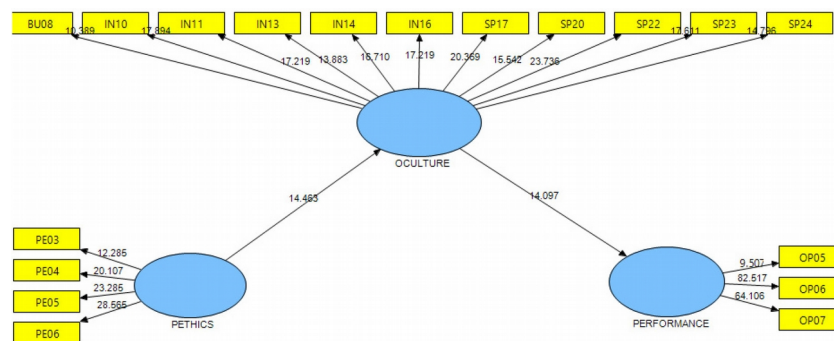 BU08 IN10 IN11 IN13 IN14 IN16 SP17 SP20 SP22 SP23 SP24
10.389 17.894 17.219 13.883 16.710 17.219 20.369 15.542 23.736 17.611 14.796
OCULTURE
14.463 14.097
PE03
12.285
PE04
20.107
PE05
23.285
PE06
28.565
PETHICS
OP05
9.507
OP06
82.517
OP07
64.106
PERFORMANCE